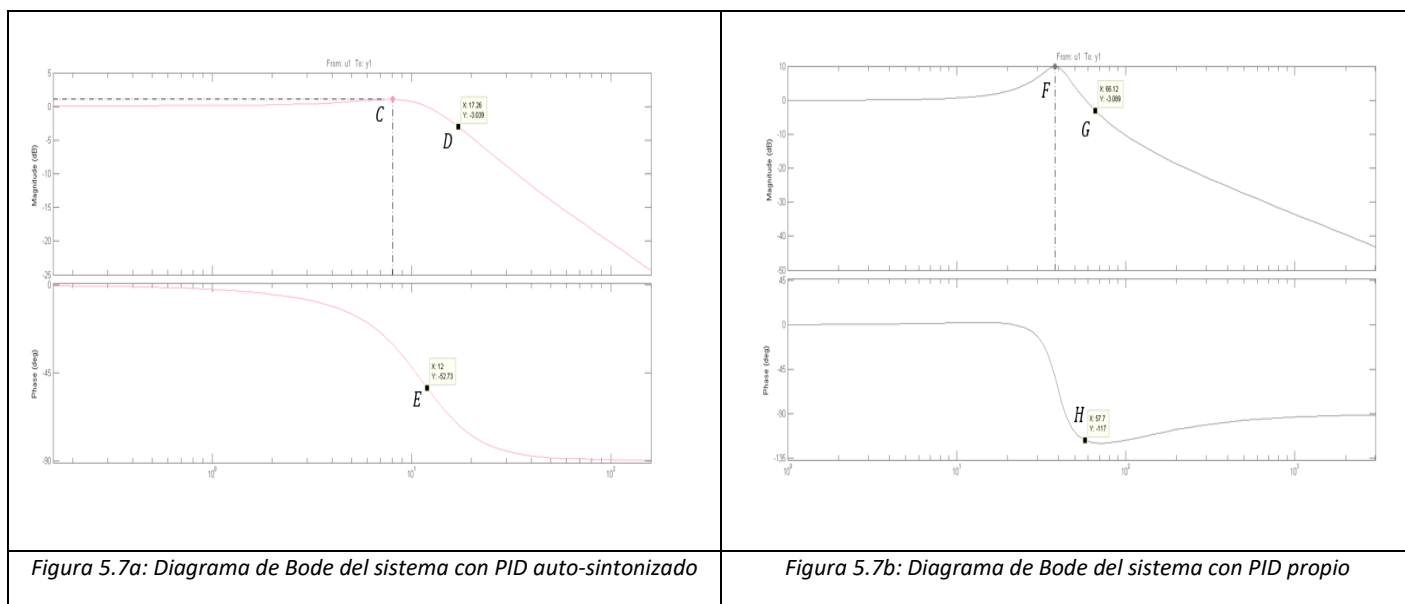 From: u1 To: y1
5
0
-5
-10
-15
-20
-25
Magnitude (dB)
C
D
X: 17.26
Y: -3.039
0
-45
-90
Phase (deg)
E
X: 12
Y: -52.73
10^0
10^1
10^2
Figura 5.7a: Diagrama de Bode del sistema con PID auto-sintonizado
From: u1 To: y1
10
0
-10
-20
-30
-40
-50
Magnitude (dB)
F
G
X: 66.12
Y: -3.089
45
0
-45
-90
-135
Phase (deg)
H
X: 57.7
Y: -117
10^0
10^1
10^2
Figura 5.7b: Diagrama de Bode del sistema con PID propio